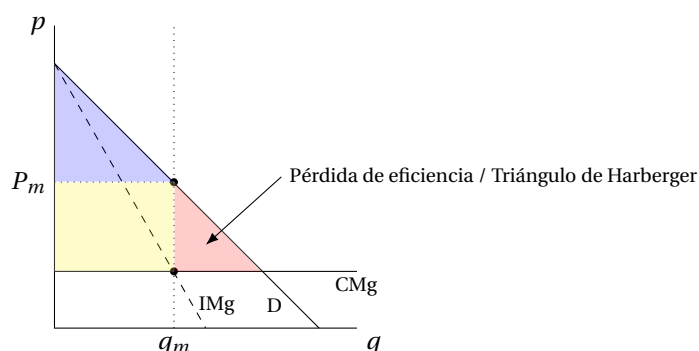 p
Pérdida de eficiencia / Triángulo de Harberger
P_m
CMg
IMg
D
q_m
q